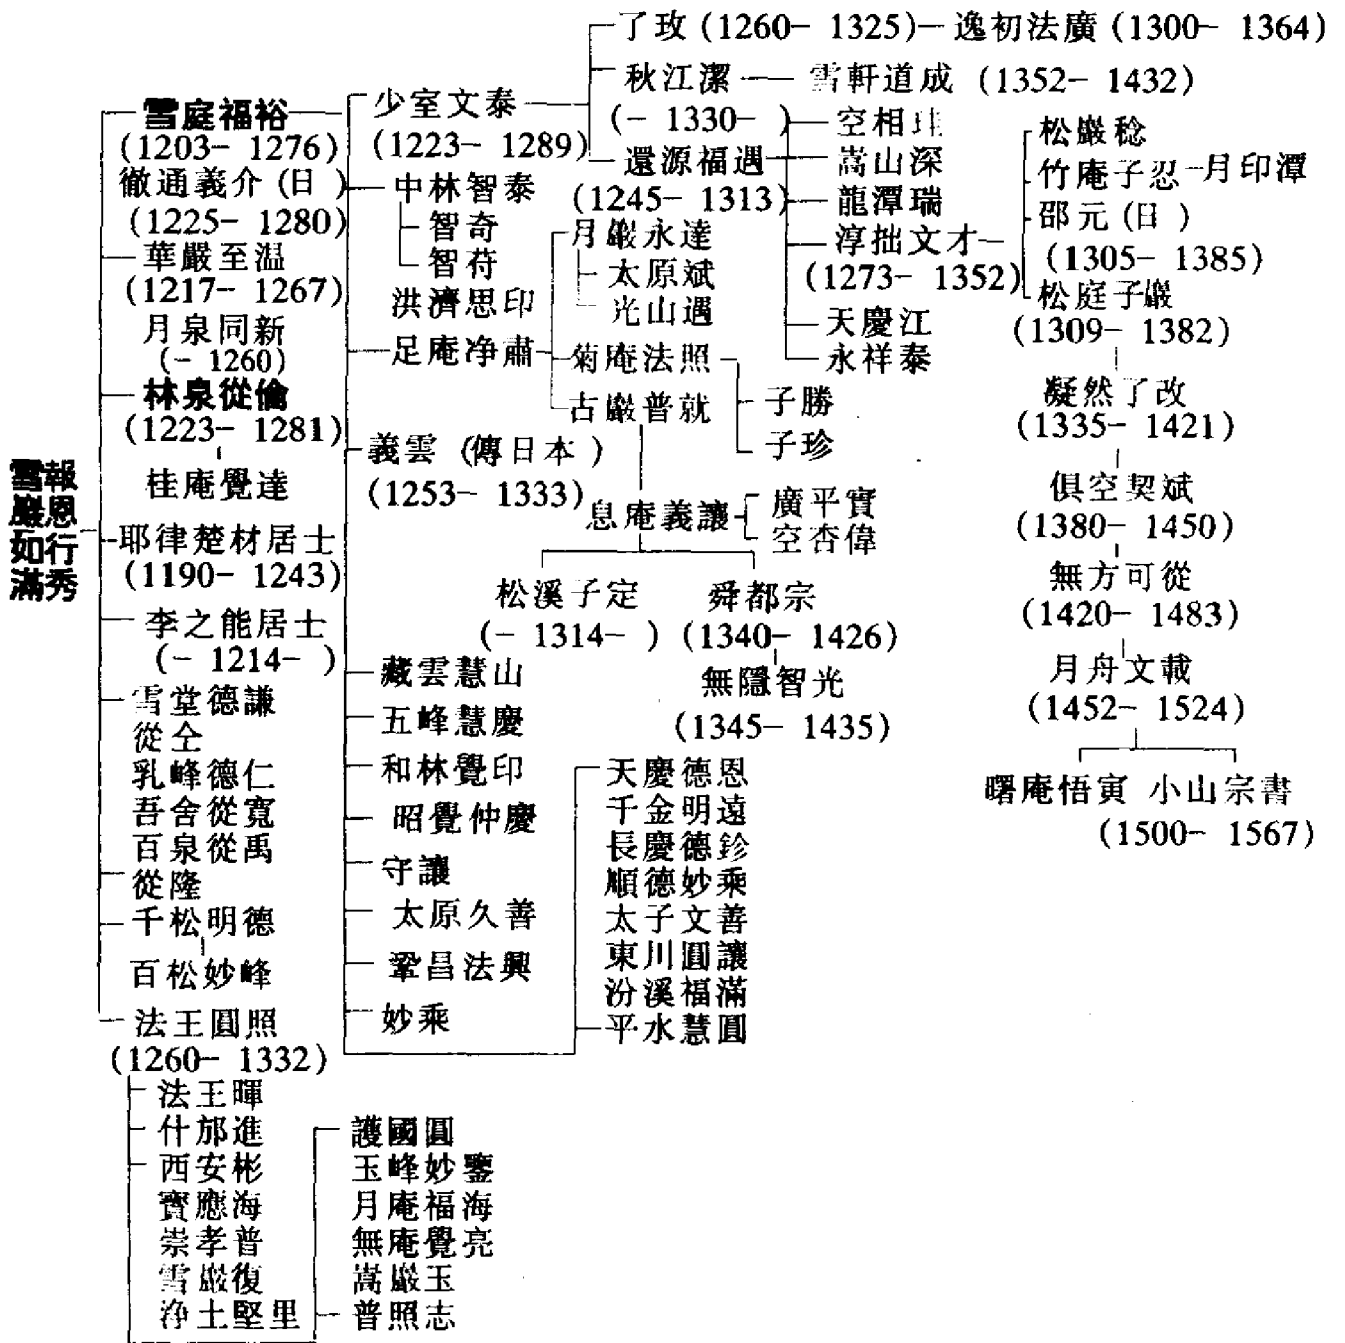 雪巖如滿
報恩行秀
雪庭福裕
(1203- 1276)
徹通義介 (日)
(1225- 1280)
華嚴至温
(1217- 1267)
月泉同新
(- 1260)
林泉從倫
(1223- 1281)
桂庵覺達
耶律楚材居士
(1190- 1243)
李之能居士
(- 1214- )
雪堂德謙
從仝
乳峰德仁
吾舍從寬
百泉從禹
從隆
千松明德
百松妙峰
法王圓照
(1260- 1332)
法王暉
什邡進
西安彬
寶應海
崇孝普
雪巖復
淨土堅里
護國圓
玉峰妙鑒
月庵福海
無庵覺亮
嵩巖玉
普照志
少室文泰
(1223- 1289)
中林智泰
智奇
智苻
洪濟思印
足庵净肅
義雲 (傳日本)
(1253- 1333)
藏雲慧山
五峰慧慶
和林覺印
昭覺仲慶
守讓
太原久善
鞏昌法興
妙乘
天慶德恩
千金明遠
長慶德鈐
順德妙乘
太子文善
東川圓讓
汾溪福滿
平水慧圓
了玫 (1260- 1325)- 逸初法廣 (1300- 1364)
秋江潔 — 雪軒道成 (1352- 1432)
(- 1330- )
還源福遇
(1245- 1313)
月巖永達
太原斌
光山遇
菊庵法照
子勝
子珍
古巖普就
息庵義讓
廣平實
空杏偉
松溪子定
(- 1314- )
舜都宗
(1340- 1426)
無隱智光
(1345- 1435)
空相
嵩山深
龍潭瑞
淳拙文才
(1273- 1352)
天慶江
永祥泰
松巖稔
竹庵子忍-月印潭
邵元 (日)
(1305- 1385)
松庭子巖
(1309- 1382)
凝然了改
(1335- 1421)
俱空契斌
(1380- 1450)
無方可從
(1420- 1483)
月舟文載
(1452- 1524)
曙庵悟寅 小山宗書
(1500- 1567)